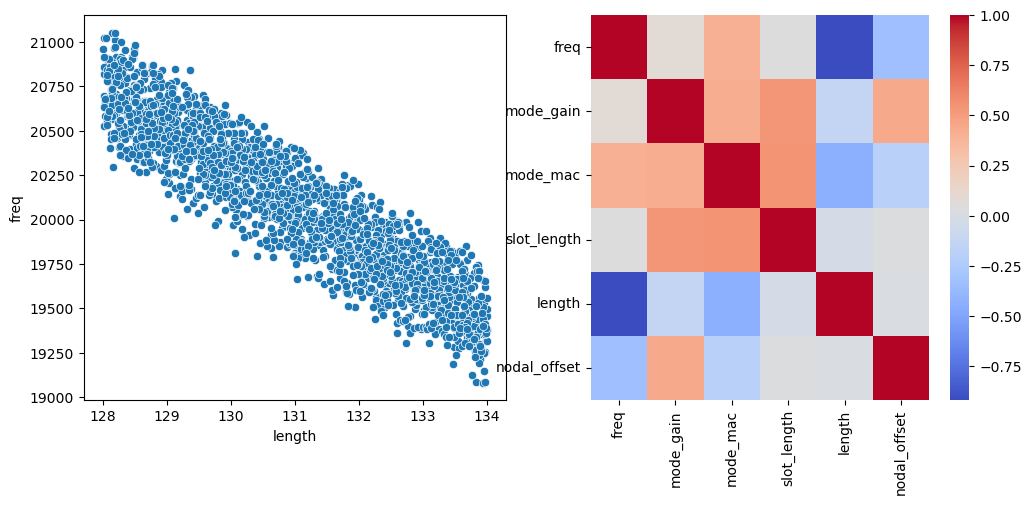 21000
20750
20500
20250
20000
19750
19500
19250
19000
freq
128
129
130
131
132
133
134
length
freq
mode_gain
mode_mac
slot_length
length
nodal_offset
freq
mode_gain
mode_mac
slot_length
length
nodal_offset
1.00
0.75
0.50
0.25
0.00
−0.25
−0.50
−0.75